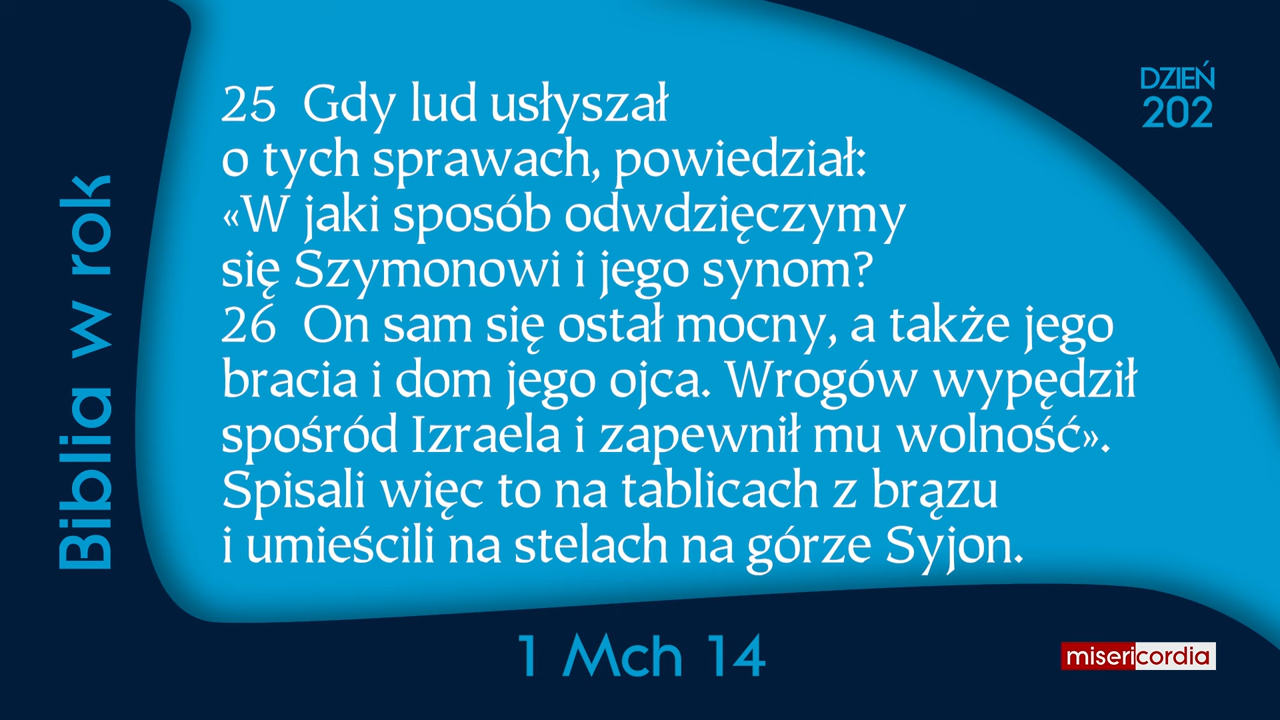 DZIEŃ
202
Biblia w rok
25 Gdy lud usłyszał
o tych sprawach, powiedział:
«W jaki sposób odwdzięczymy
się Szymonowi i jego synom?
26 On sam się ostał mocny, a także jego
bracia i dom jego ojca. Wrogów wypędził
spośród Izraela i zapewnił mu wolność».
Spisali więc to na tablicach z brązu
i umieścili na stelach na górze Syjon.
1 Mch 14
misericordia